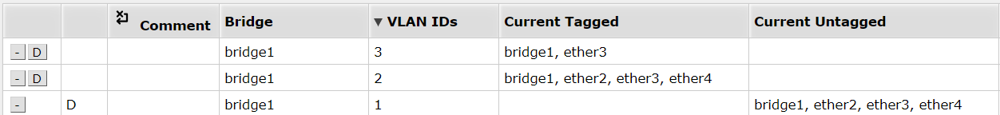 Comment Bridge ▼ VLAN IDs Current Tagged Current Untagged
- D bridge1 3 bridge1, ether3
- D bridge1 2 bridge1, ether2, ether3, ether4
- D bridge1 1 bridge1, ether2, ether3, ether4